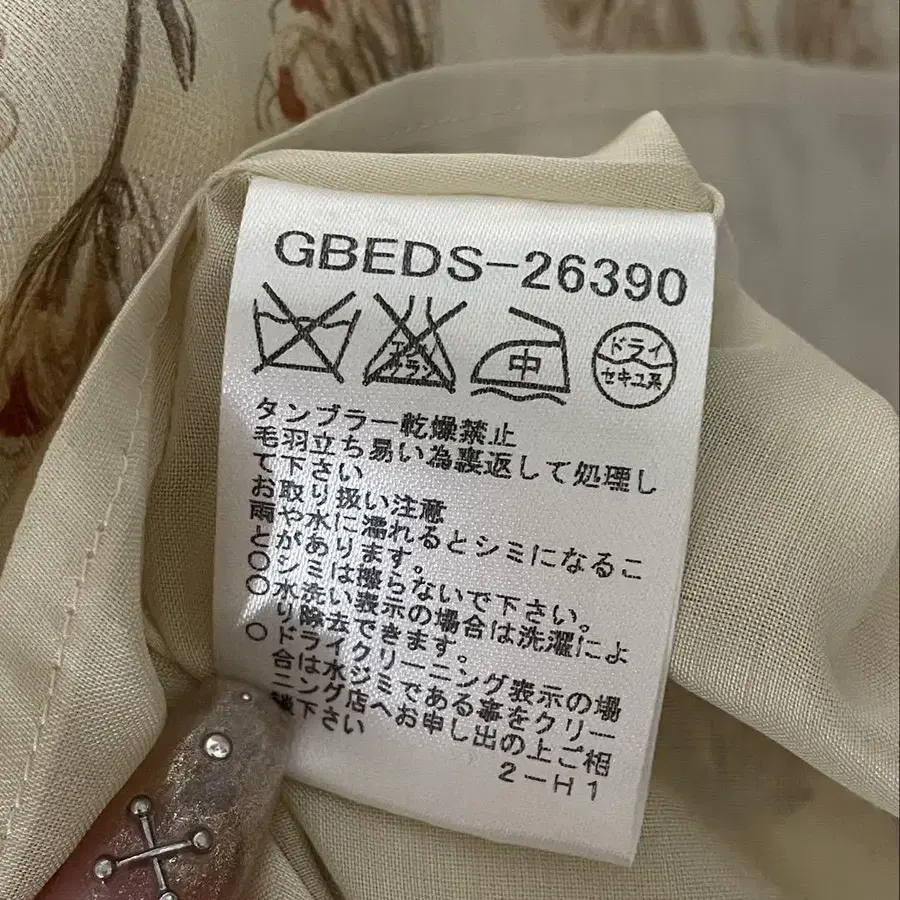 GBEDS-26390
エンソ
サラシ
中
ドライ
セキユ系
タンブラー乾燥禁止
毛羽立ち易い為裏返して処理し
て下さい
お取り扱い注意
雨や水に濡れるとシミになるこ
とがあります。
○シミは擦らないで下さい。
○水洗い表示の場合は洗濯によ
り除去できます。
○ドライクリーニング表示の場
合は水ジミである事をクリー
ニング店へお申し出の上ご相
談下さい
2-H1